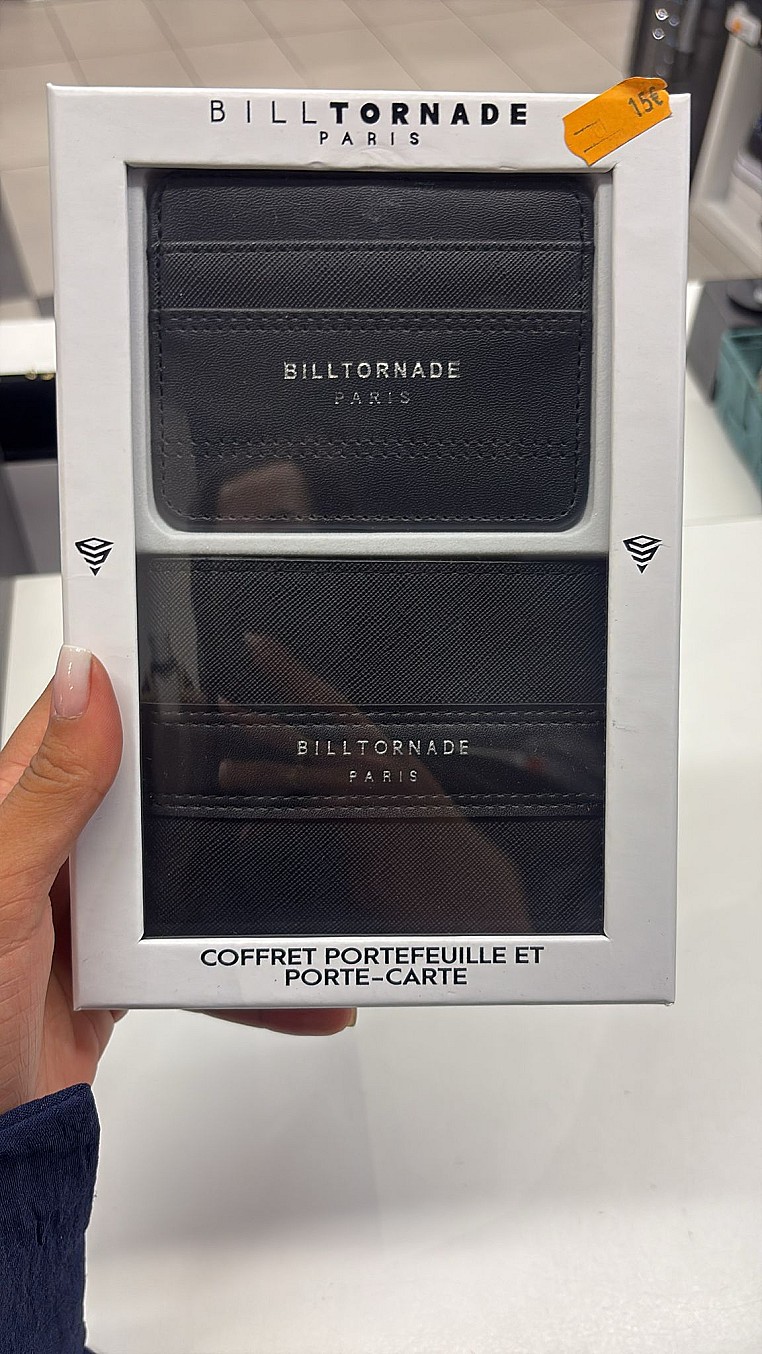 BILLTORNADE
PARIS
15€
BILLTORNADE
PARIS
BILLTORNADE
PARIS
COFFRET PORTEFEUILLE ET
PORTE-CARTE